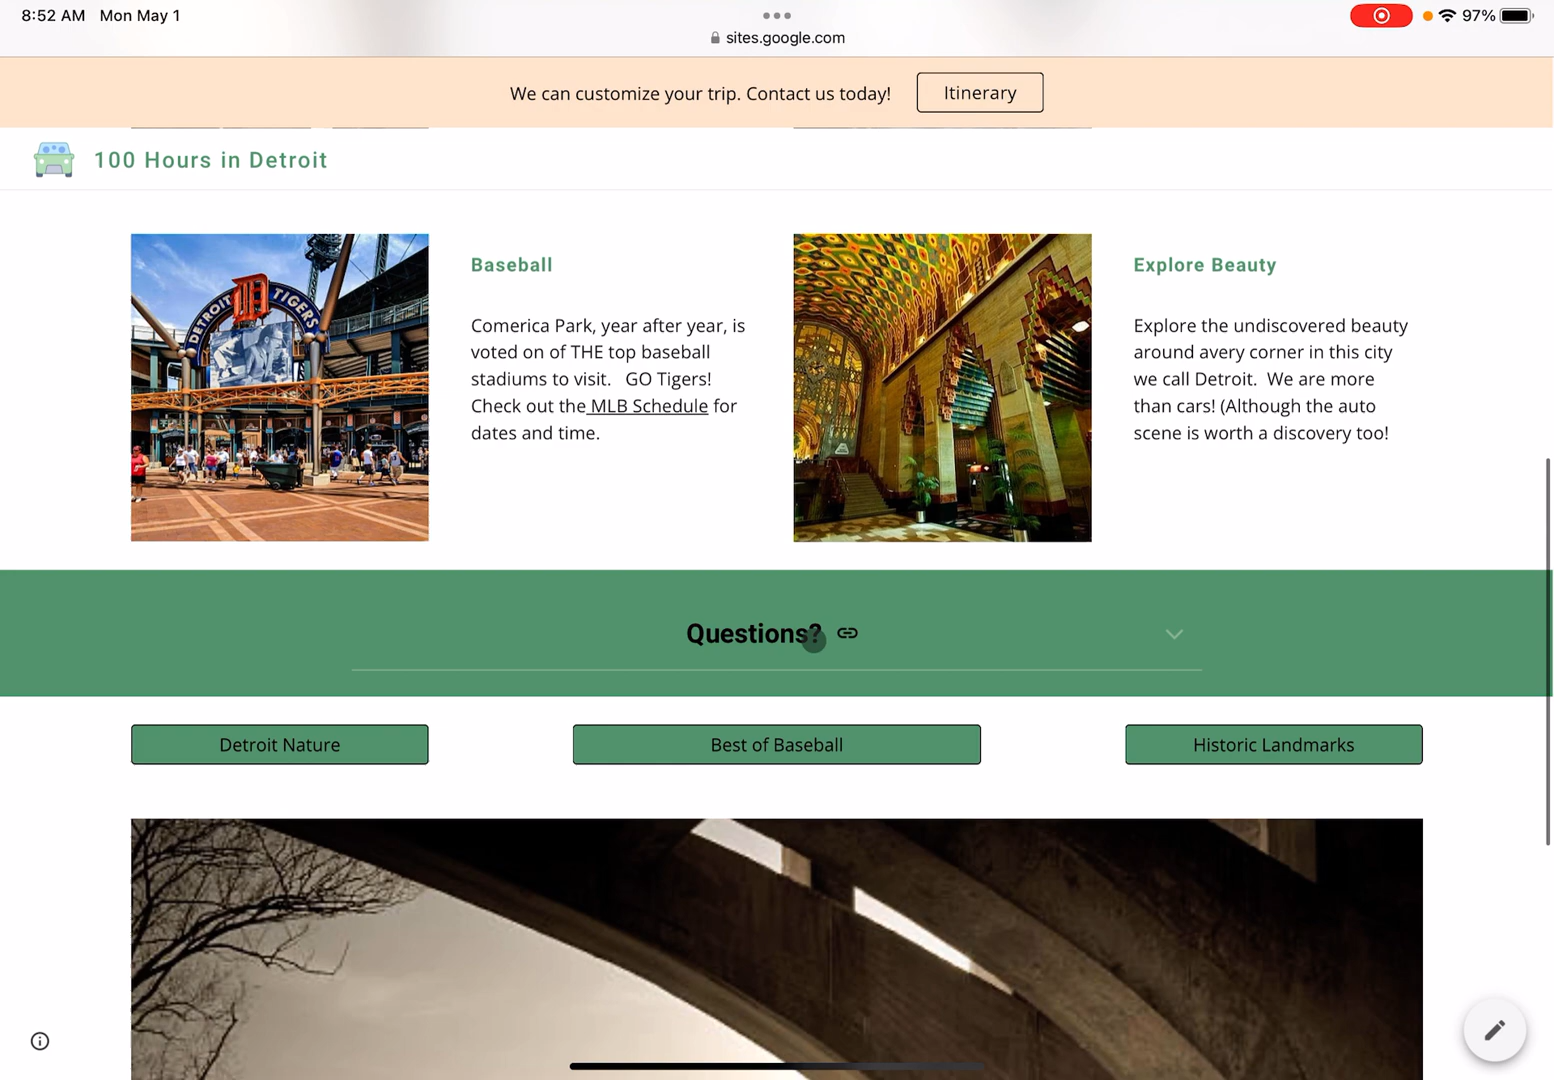 8:52 AM Mon May 1
97%
sites.google.com
We can customize your trip. Contact us today!
Itinerary
100 Hours in Detroit
DETROIT TIGERS
D
Baseball
Comerica Park, year after year, is
voted on of THE top baseball
stadiums to visit. GO Tigers!
Check out the MLB Schedule for
dates and time.
Explore Beauty
Explore the undiscovered beauty
around avery corner in this city
we call Detroit. We are more
than cars! (Although the auto
scene is worth a discovery too!
Questions?
Detroit Nature
Best of Baseball
Historic Landmarks